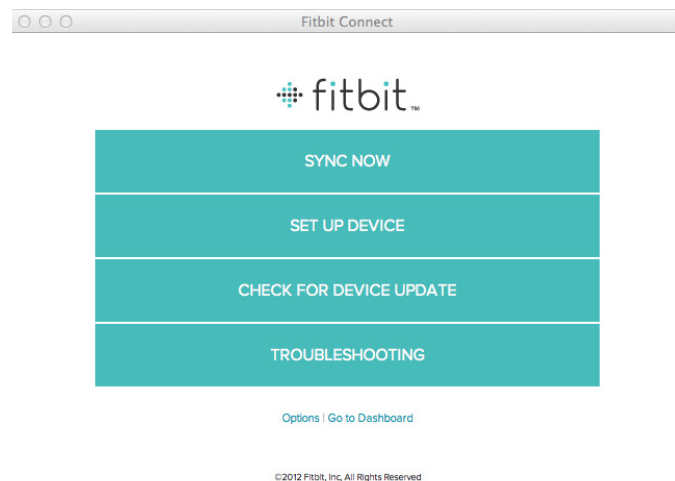 Fitbit Connect
fitbit™
SYNC NOW
SET UP DEVICE
CHECK FOR DEVICE UPDATE
TROUBLESHOOTING
Options | Go to Dashboard
©2012 Fitbit, Inc, All Rights Reserved